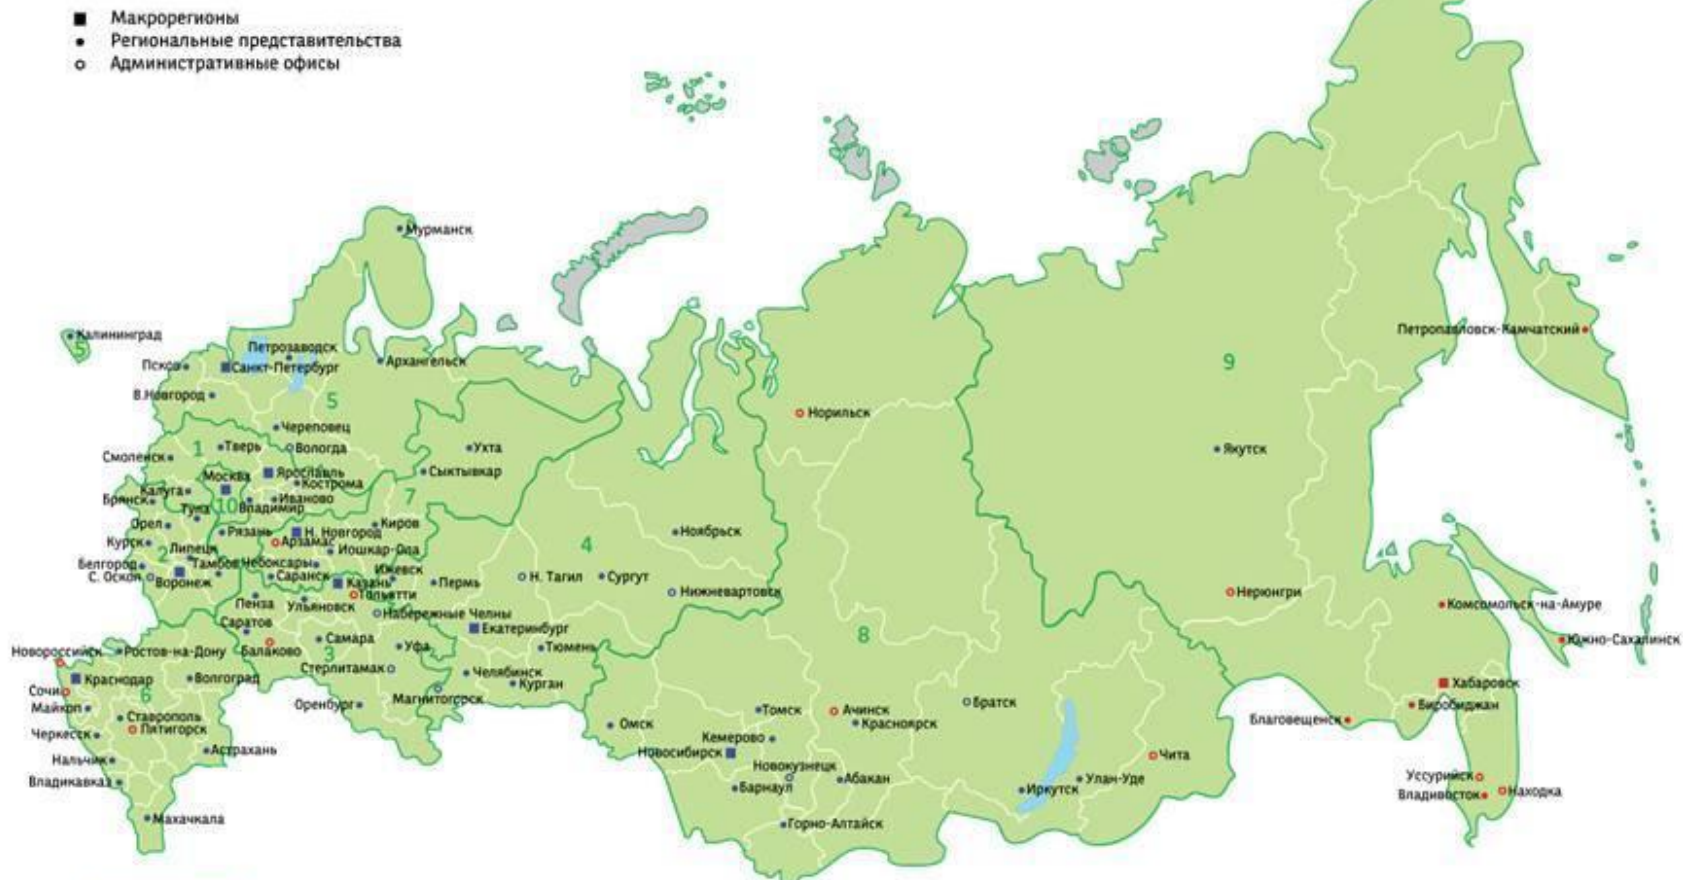 Макрорегионы
Региональные представительства
Административные офисы
Мурманск
Калининград
5
Петрозаводск
Псков
Санкт-Петербург
Архангельск
В.Новгород
5
Череповец
1
Тверь
Вологда
Ухта
Смоленск
Москва
Ярославль
Сыктывкар
Калуга
Кострома
7
Брянск
10
Иваново
Владимир
Тула
Орел
Рязань
Н. Новгород
Киров
Курск
Арзамас
Йошкар-Ола
2
Липецк
Белгород
Тамбов
Чебоксары
С. Оскол
Воронеж
Саранск
Казань
Ижевск
Пермь
Тольятти
Пенза
Ульяновск
Набережные Челны
Саратов
Самара
Екатеринбург
Балаково
3
Уфа
Тюмень
Стерлитамак
Челябинск
Курган
Оренбург
Магнитогорск
Новороссийск
Ростов-на-Дону
Краснодар
6
Волгоград
Сочи
Майкоп
Ставрополь
Черкесск
Пятигорск
Нальчик
Астрахань
Владикавказ
Махачкала
4
Ноябрьск
Н. Тагил
Сургут
Нижневартовск
Норильск
8
Омск
Томск
Ачинск
Красноярск
Братск
Кемерово
Новосибирск
Новокузнецк
Барнаул
Абакан
Горно-Алтайск
Иркутск
Улан-Удэ
Чита
9
Якутск
Нерюнгри
Петропавловск-Камчатский
Комсомольск-на-Амуре
Южно-Сахалинск
Хабаровск
Биробиджан
Благовещенск
Уссурийск
Владивосток
Находка